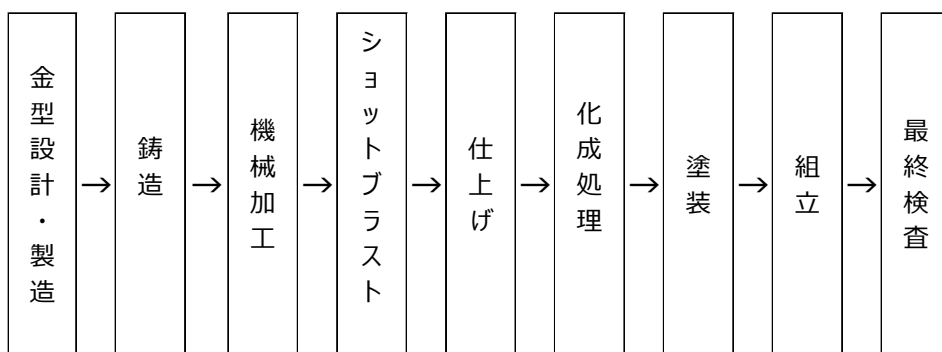 金型設計・製造
→
鋳造
→
機械加工
→
ショットブラスト
→
仕上げ
→
化成処理
→
塗装
→
組立
→
最終検査